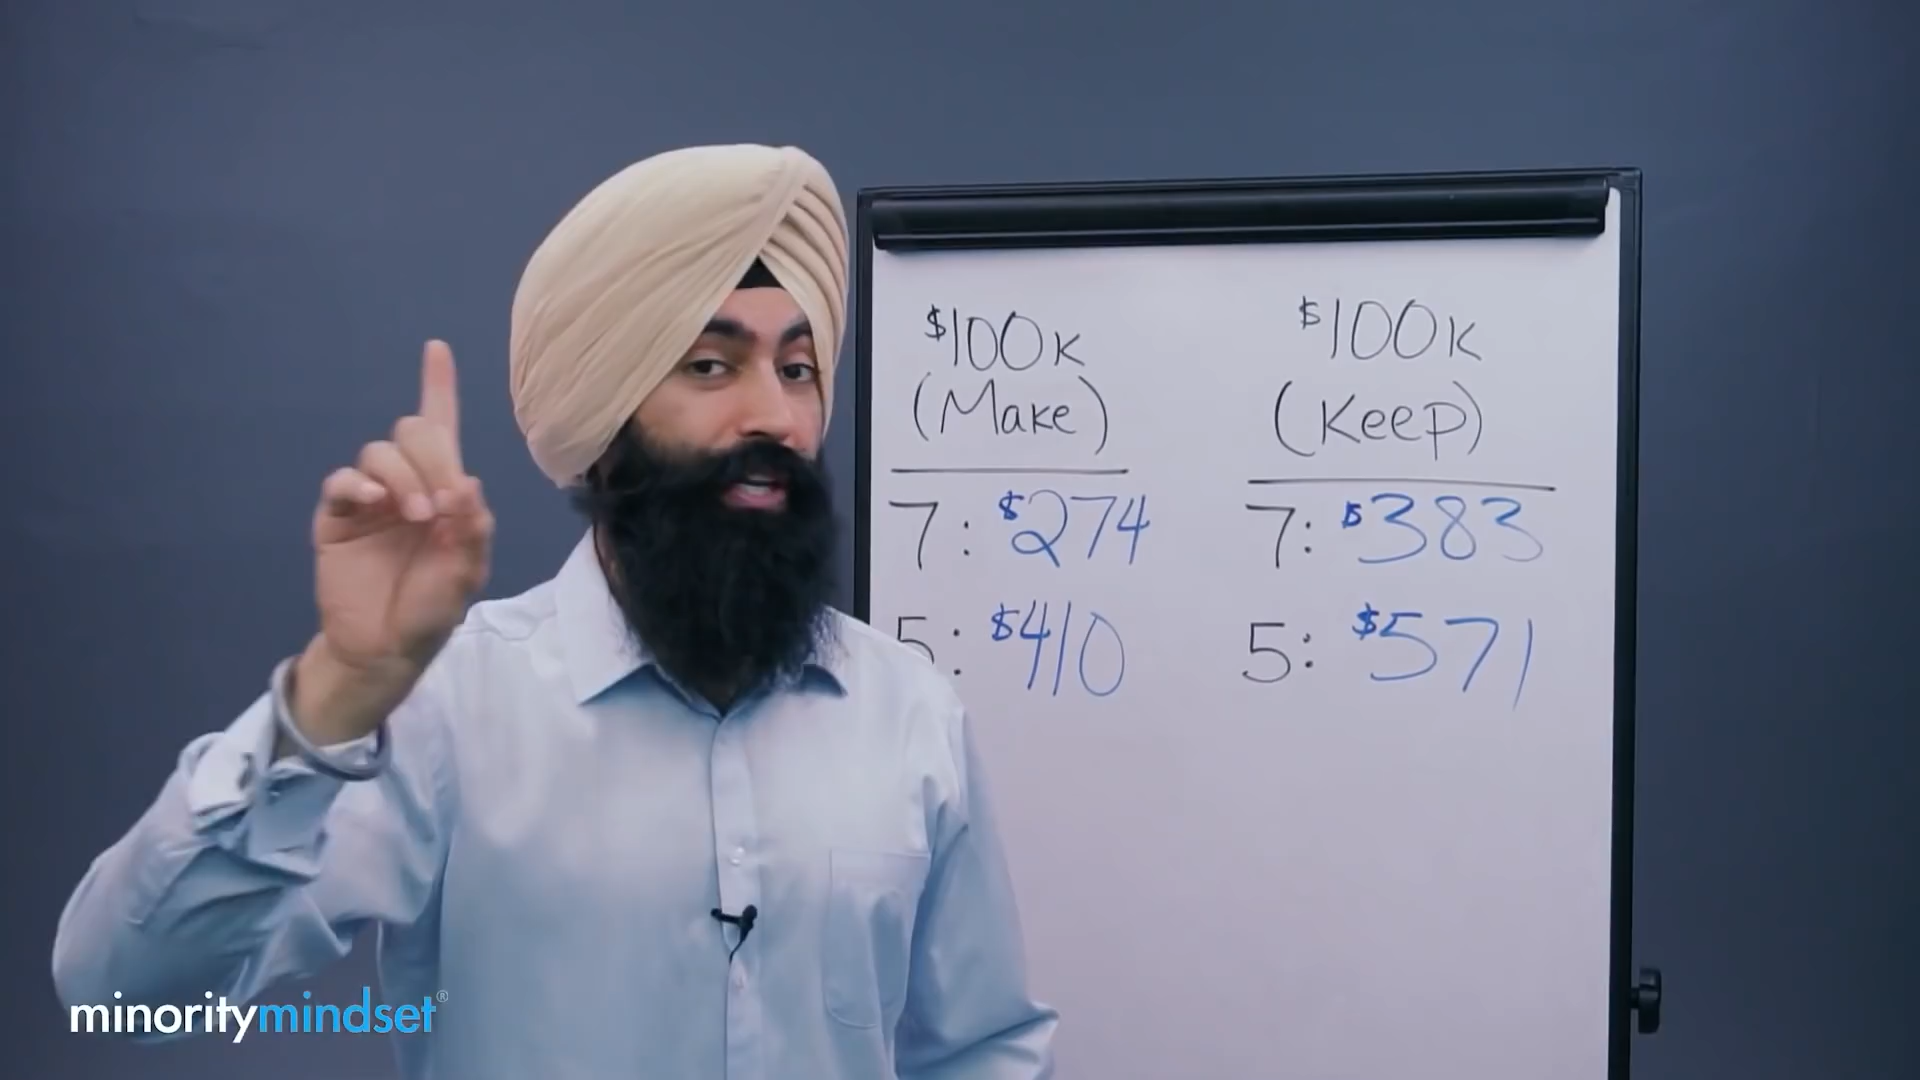 $100K
(Make)
7: $274
5: $410
$100K
(Keep)
7: $383
5: $571
minoritymindset®